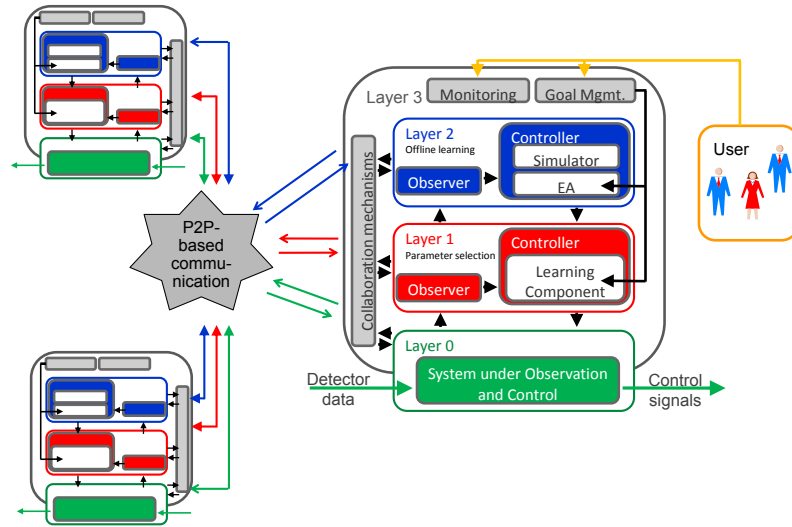 Layer 3
Monitoring
Goal Mgmt.
User
Collaboration mechanisms
Layer 2
Offline learning
Observer
Controller
Simulator
EA
P2P-
based
commu-
nication
Layer 1
Parameter selection
Observer
Controller
Learning
Component
Layer 0
Detector
data
System under Observation
and Control
Control
signals